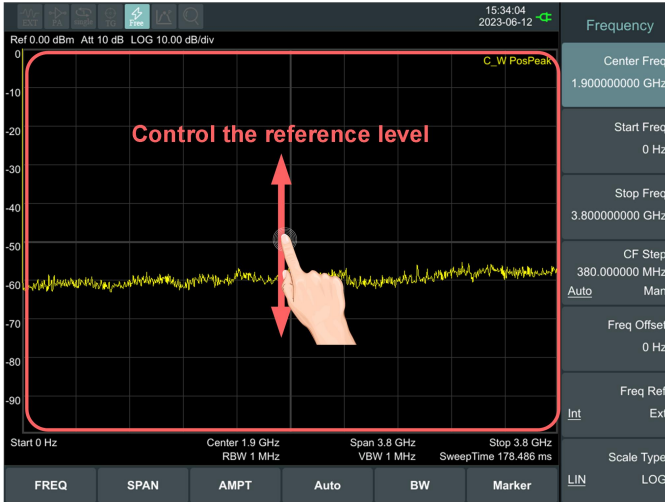 15:34:04
2023-06-12
Free
Ref 0.00 dBm Att 10 dB LOG 10.00 dB/div
C_W PosPeak
0
-10
-20
-30
-40
-50
-60
-70
-80
-90
Control the reference level
Start 0 Hz
Center 1.9 GHz
Span 3.8 GHz
Stop 3.8 GHz
RBW 1 MHz
VBW 1 MHz
SweepTime 178.486 ms
FREQ
SPAN
AMPT
Auto
BW
Marker
Frequency
Center Freq
1.900000000 GHz
Start Freq
0 Hz
Stop Freq
3.800000000 GHz
CF Step
380.000000 MHz
Auto Man
Freq Offset
0 Hz
Freq Ref
Int Ext
Scale Type
LIN LOG